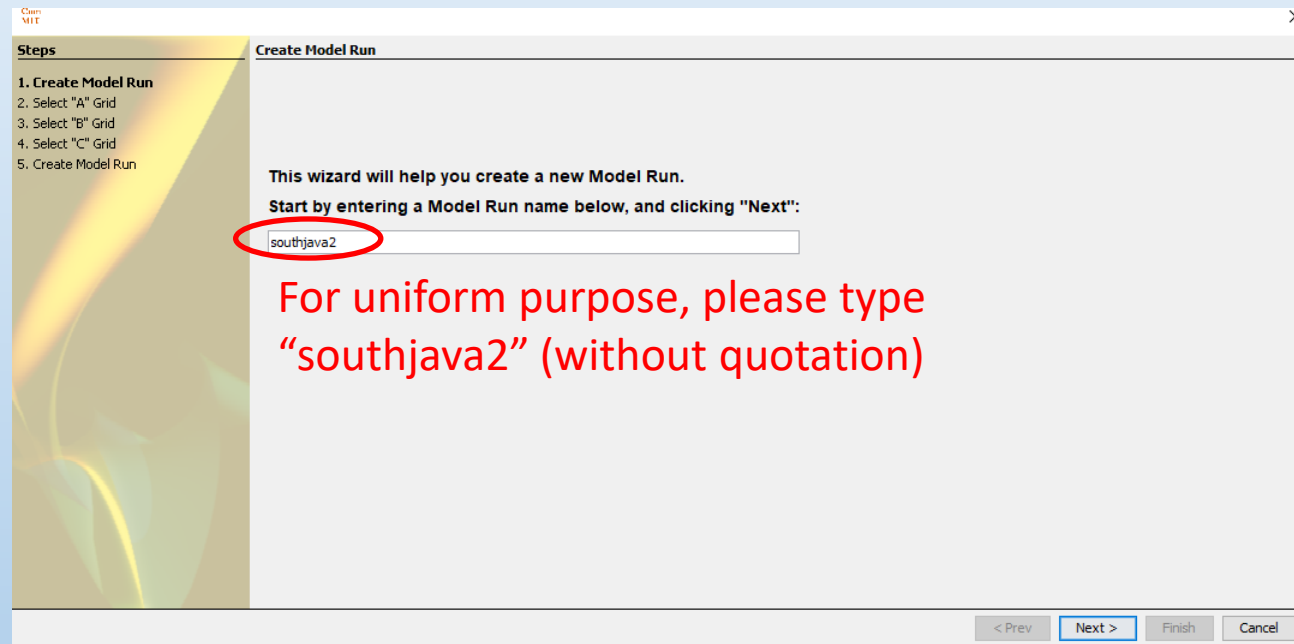 Com
MIT
Steps
1. Create Model Run
2. Select "A" Grid
3. Select "B" Grid
4. Select "C" Grid
5. Create Model Run
Create Model Run
This wizard will help you create a new Model Run.
Start by entering a Model Run name below, and clicking "Next":
southjava2
For uniform purpose, please type
“southjava2” (without quotation)
< Prev
Next >
Finish
Cancel